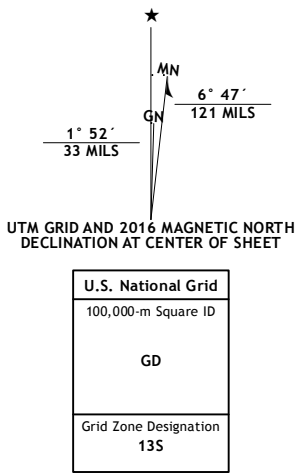 MN
6° 47´
121 MILS
GN
1° 52´
33 MILS
UTM GRID AND 2016 MAGNETIC NORTH
DECLINATION AT CENTER OF SHEET
U.S. National Grid
100,000-m Square ID
GD
Grid Zone Designation
13S